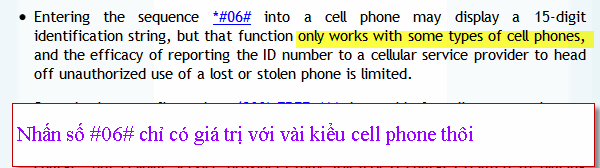 • Entering the sequence *#06# into a cell phone may display a 15-digit
identification string, but that function only works with some types of cell phones,
and the efficacy of reporting the ID number to a cellular service provider to head
off unauthorized use of a lost or stolen phone is limited.
Nhấn số #06# chỉ có giá trị với vài kiểu cell phone thôi